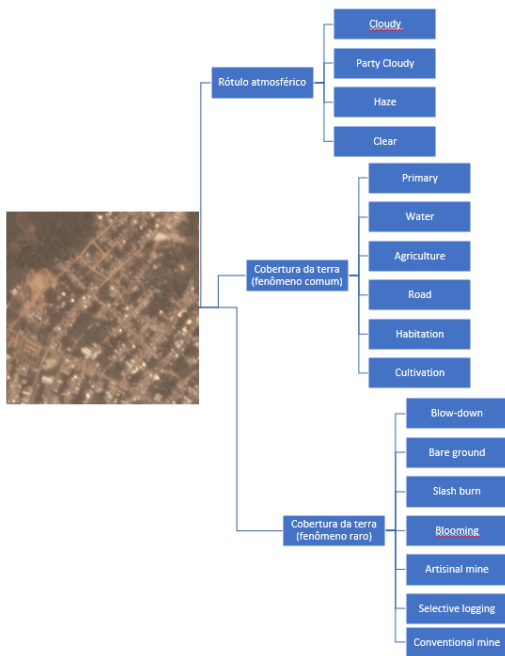 Cloudy
Party Cloudy
Rótulo atmosférico
Haze
Clear
Primary
Water
Agriculture
Cobertura da terra
(fenômeno comum)
Road
Habitation
Cultivation
Blow-down
Bare ground
Slash burn
Cobertura da terra
(fenômeno raro)
Blooming
Artisinal mine
Selective logging
Conventional mine